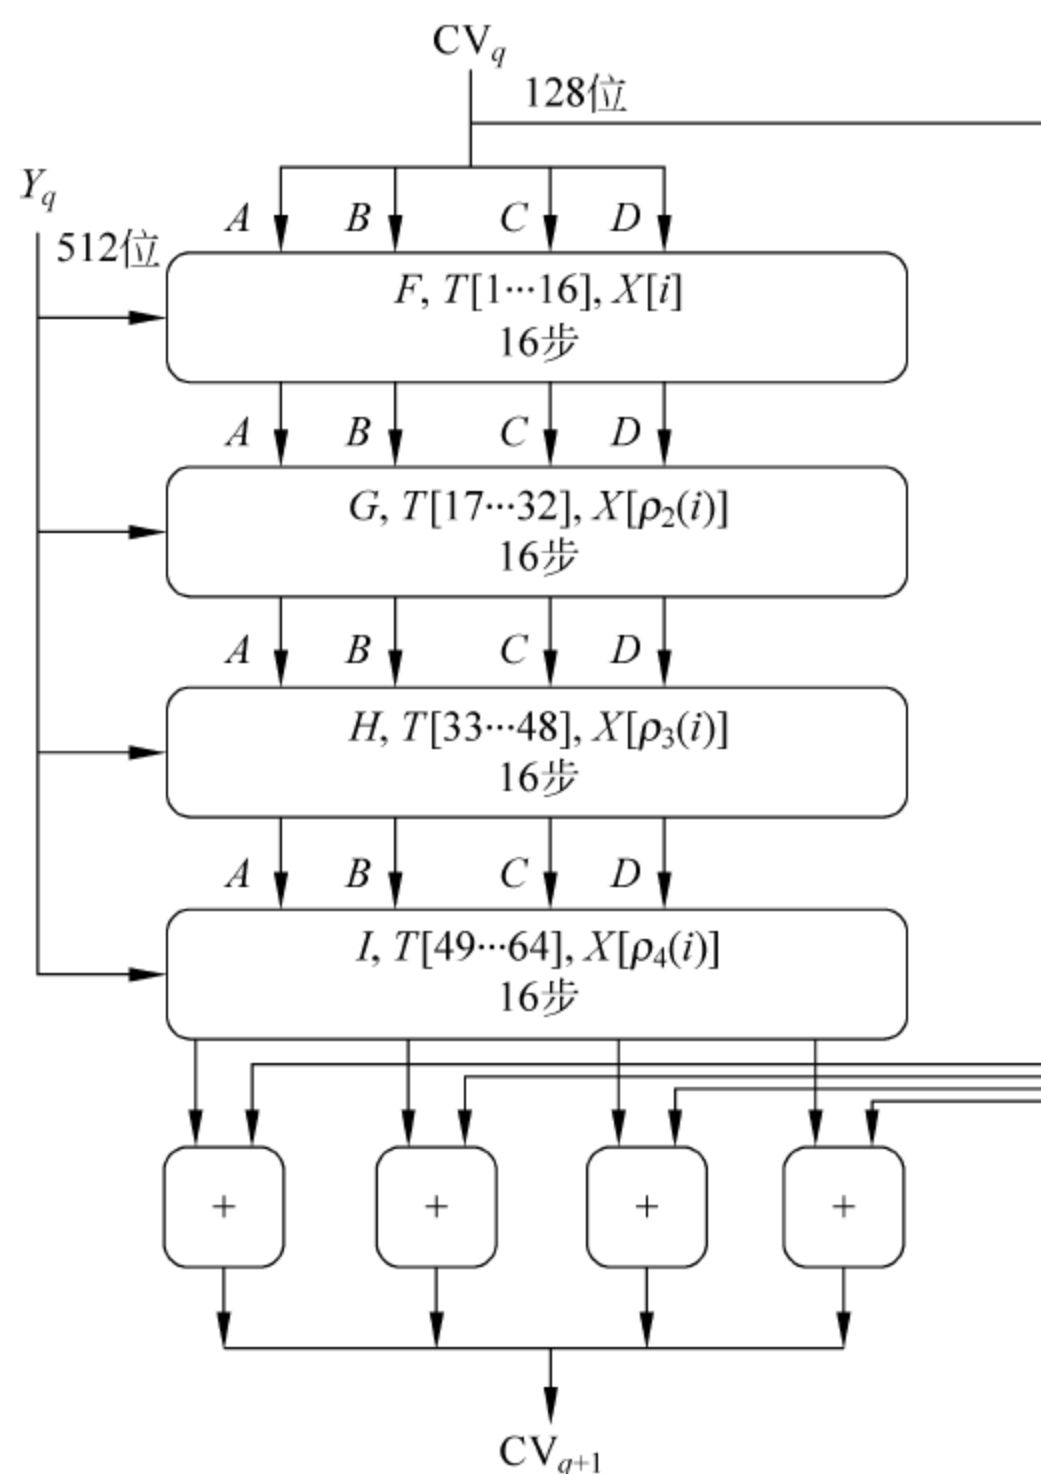 CVq
128位
Yq
512位
A B C D
F, T[1···16], X[i]
16步
A B C D
G, T[17···32], X[ρ2(i)]
16步
A B C D
H, T[33···48], X[ρ3(i)]
16步
A B C D
I, T[49···64], X[ρ4(i)]
16步
+ + + +
CVq+1